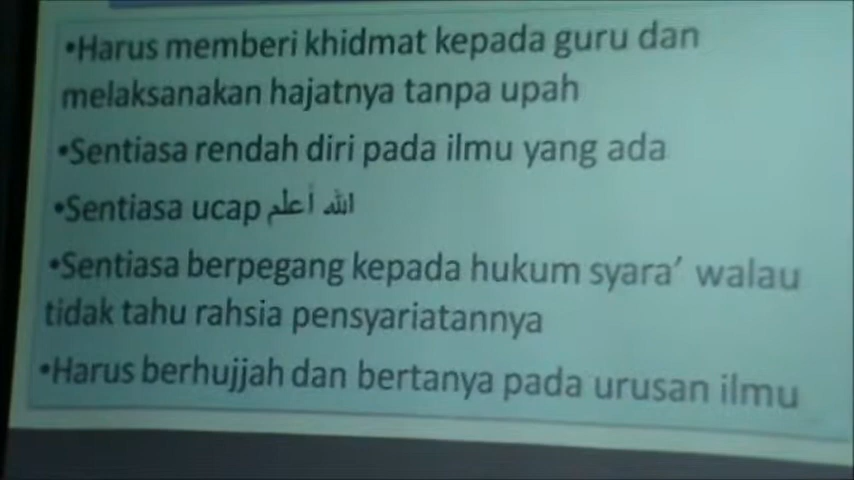 •Harus memberi khidmat kepada guru dan
melaksanakan hajatnya tanpa upah
•Sentiasa rendah diri pada ilmu yang ada
•Sentiasa ucap الله أعلم
•Sentiasa berpegang kepada hukum syara’ walau
tidak tahu rahsia pensyariatannya
•Harus berhujjah dan bertanya pada urusan ilmu